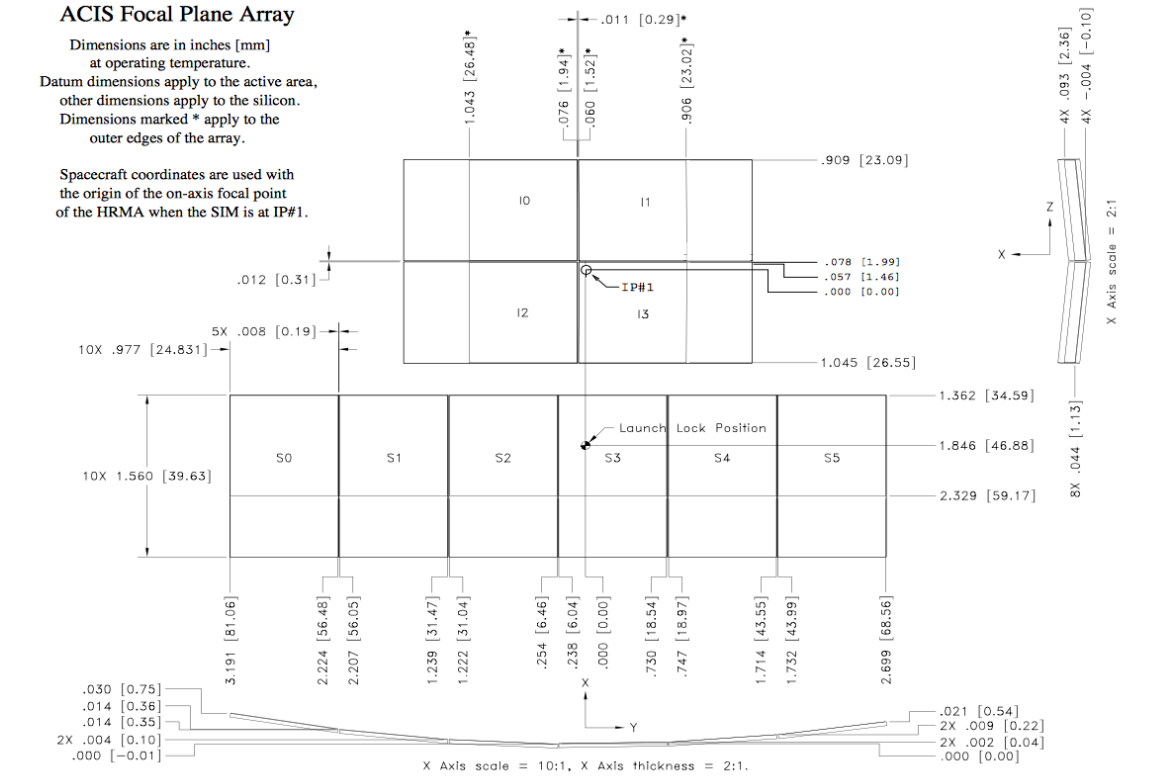 ACIS Focal Plane Array
Dimensions are in inches [mm]
at operating temperature.
Datum dimensions apply to the active area,
other dimensions apply to the silicon.
Dimensions marked * apply to the
outer edges of the array.
Spacecraft coordinates are used with
the origin of the on-axis focal point
of the HRMA when the SIM is at IP#1.
.011 [0.29]*
1.043 [26.48]*
.076 [1.94]*
.060 [1.52]*
.906 [23.02]*
4X .093 [2.36]
4X -.004 [-0.10]
.909 [23.09]
I0
I1
Z
X
X Axis scale = 2:1
.078 [1.99]
.057 [1.46]
.000 [0.00]
.012 [0.31]
IP#1
I2
I3
5X .008 [0.19]
10X .977 [24.831]
1.045 [26.55]
1.362 [34.59]
8X .044 [1.13]
Launch Lock Position
1.846 [46.88]
S0
S1
S2
S3
S4
S5
10X 1.560 [39.63]
2.329 [59.17]
3.191 [81.06]
2.224 [56.48]
2.207 [56.05]
1.239 [31.47]
1.222 [31.04]
.254 [6.46]
.238 [6.04]
.000 [0.00]
.730 [18.54]
.747 [18.97]
1.714 [43.55]
1.732 [43.99]
2.699 [68.56]
X
Y
.030 [0.75]
.014 [0.36]
.014 [0.35]
2X .004 [0.10]
.000 [-0.01]
.021 [0.54]
2X .009 [0.22]
2X .002 [0.04]
.000 [0.00]
X Axis scale = 10:1, X Axis thickness = 2:1.